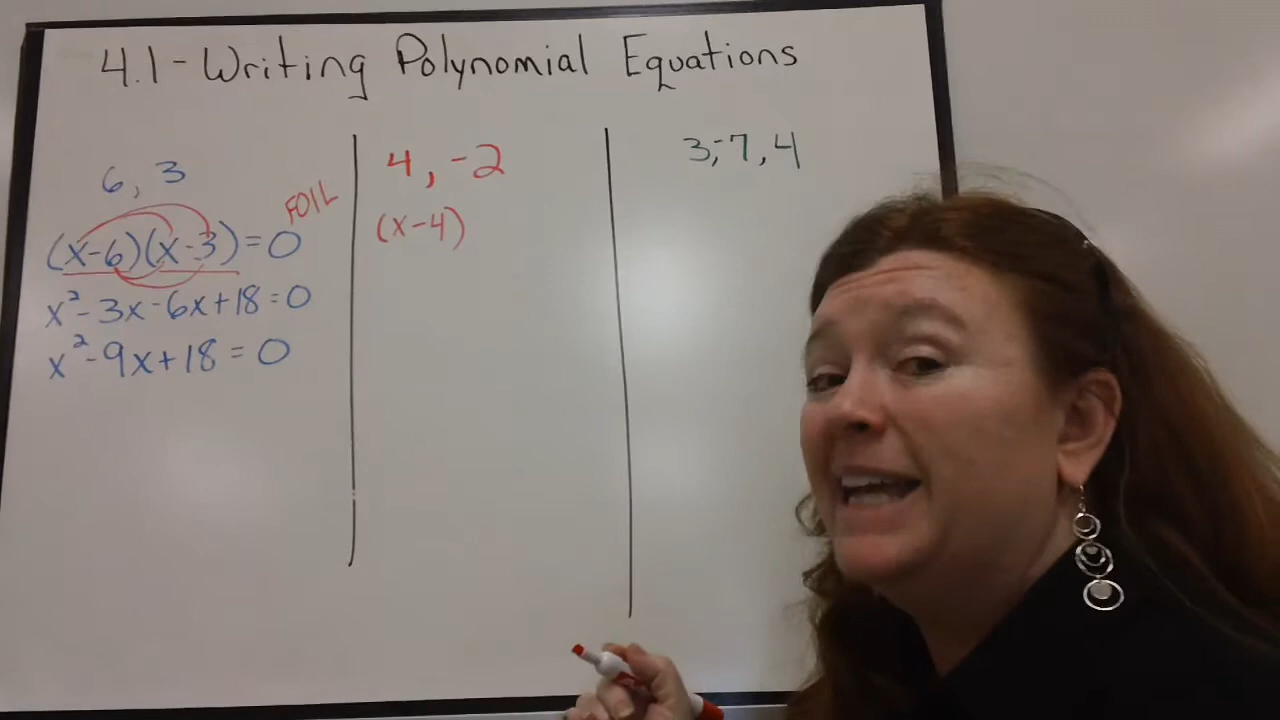 4.1 - Writing Polynomial Equations
6, 3
FOIL
(x-6)(x-3)=0
x²-3x-6x+18=0
x²-9x+18=0
4, -2
(x-4)
3,-7,4